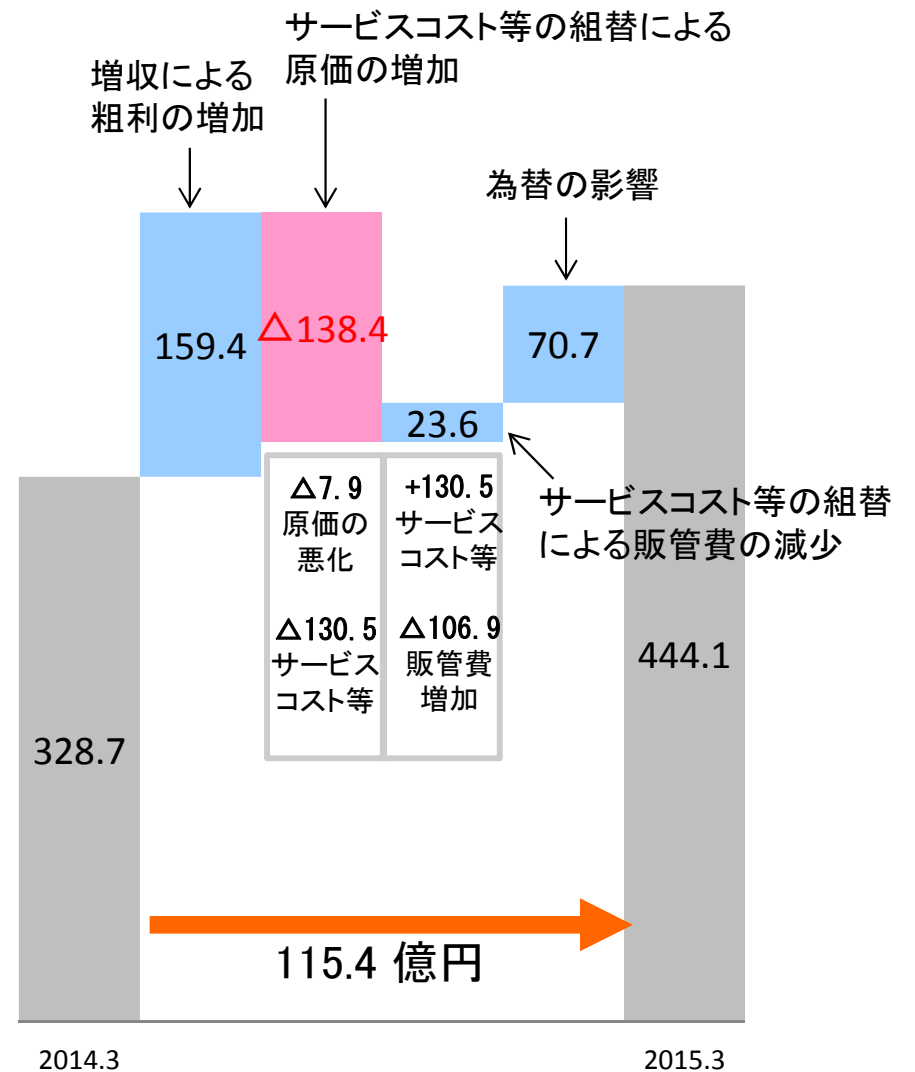 サービスコスト等の組替による
原価の増加
増収による
粗利の増加
為替の影響
159.4
△138.4
70.7
23.6
サービスコスト等の組替
による販管費の減少
△7.9
原価の
悪化
△130.5
サービス
コスト等
+130.5
サービス
コスト等
△106.9
販管費
増加
328.7
444.1
115.4 億円
2014.3
2015.3